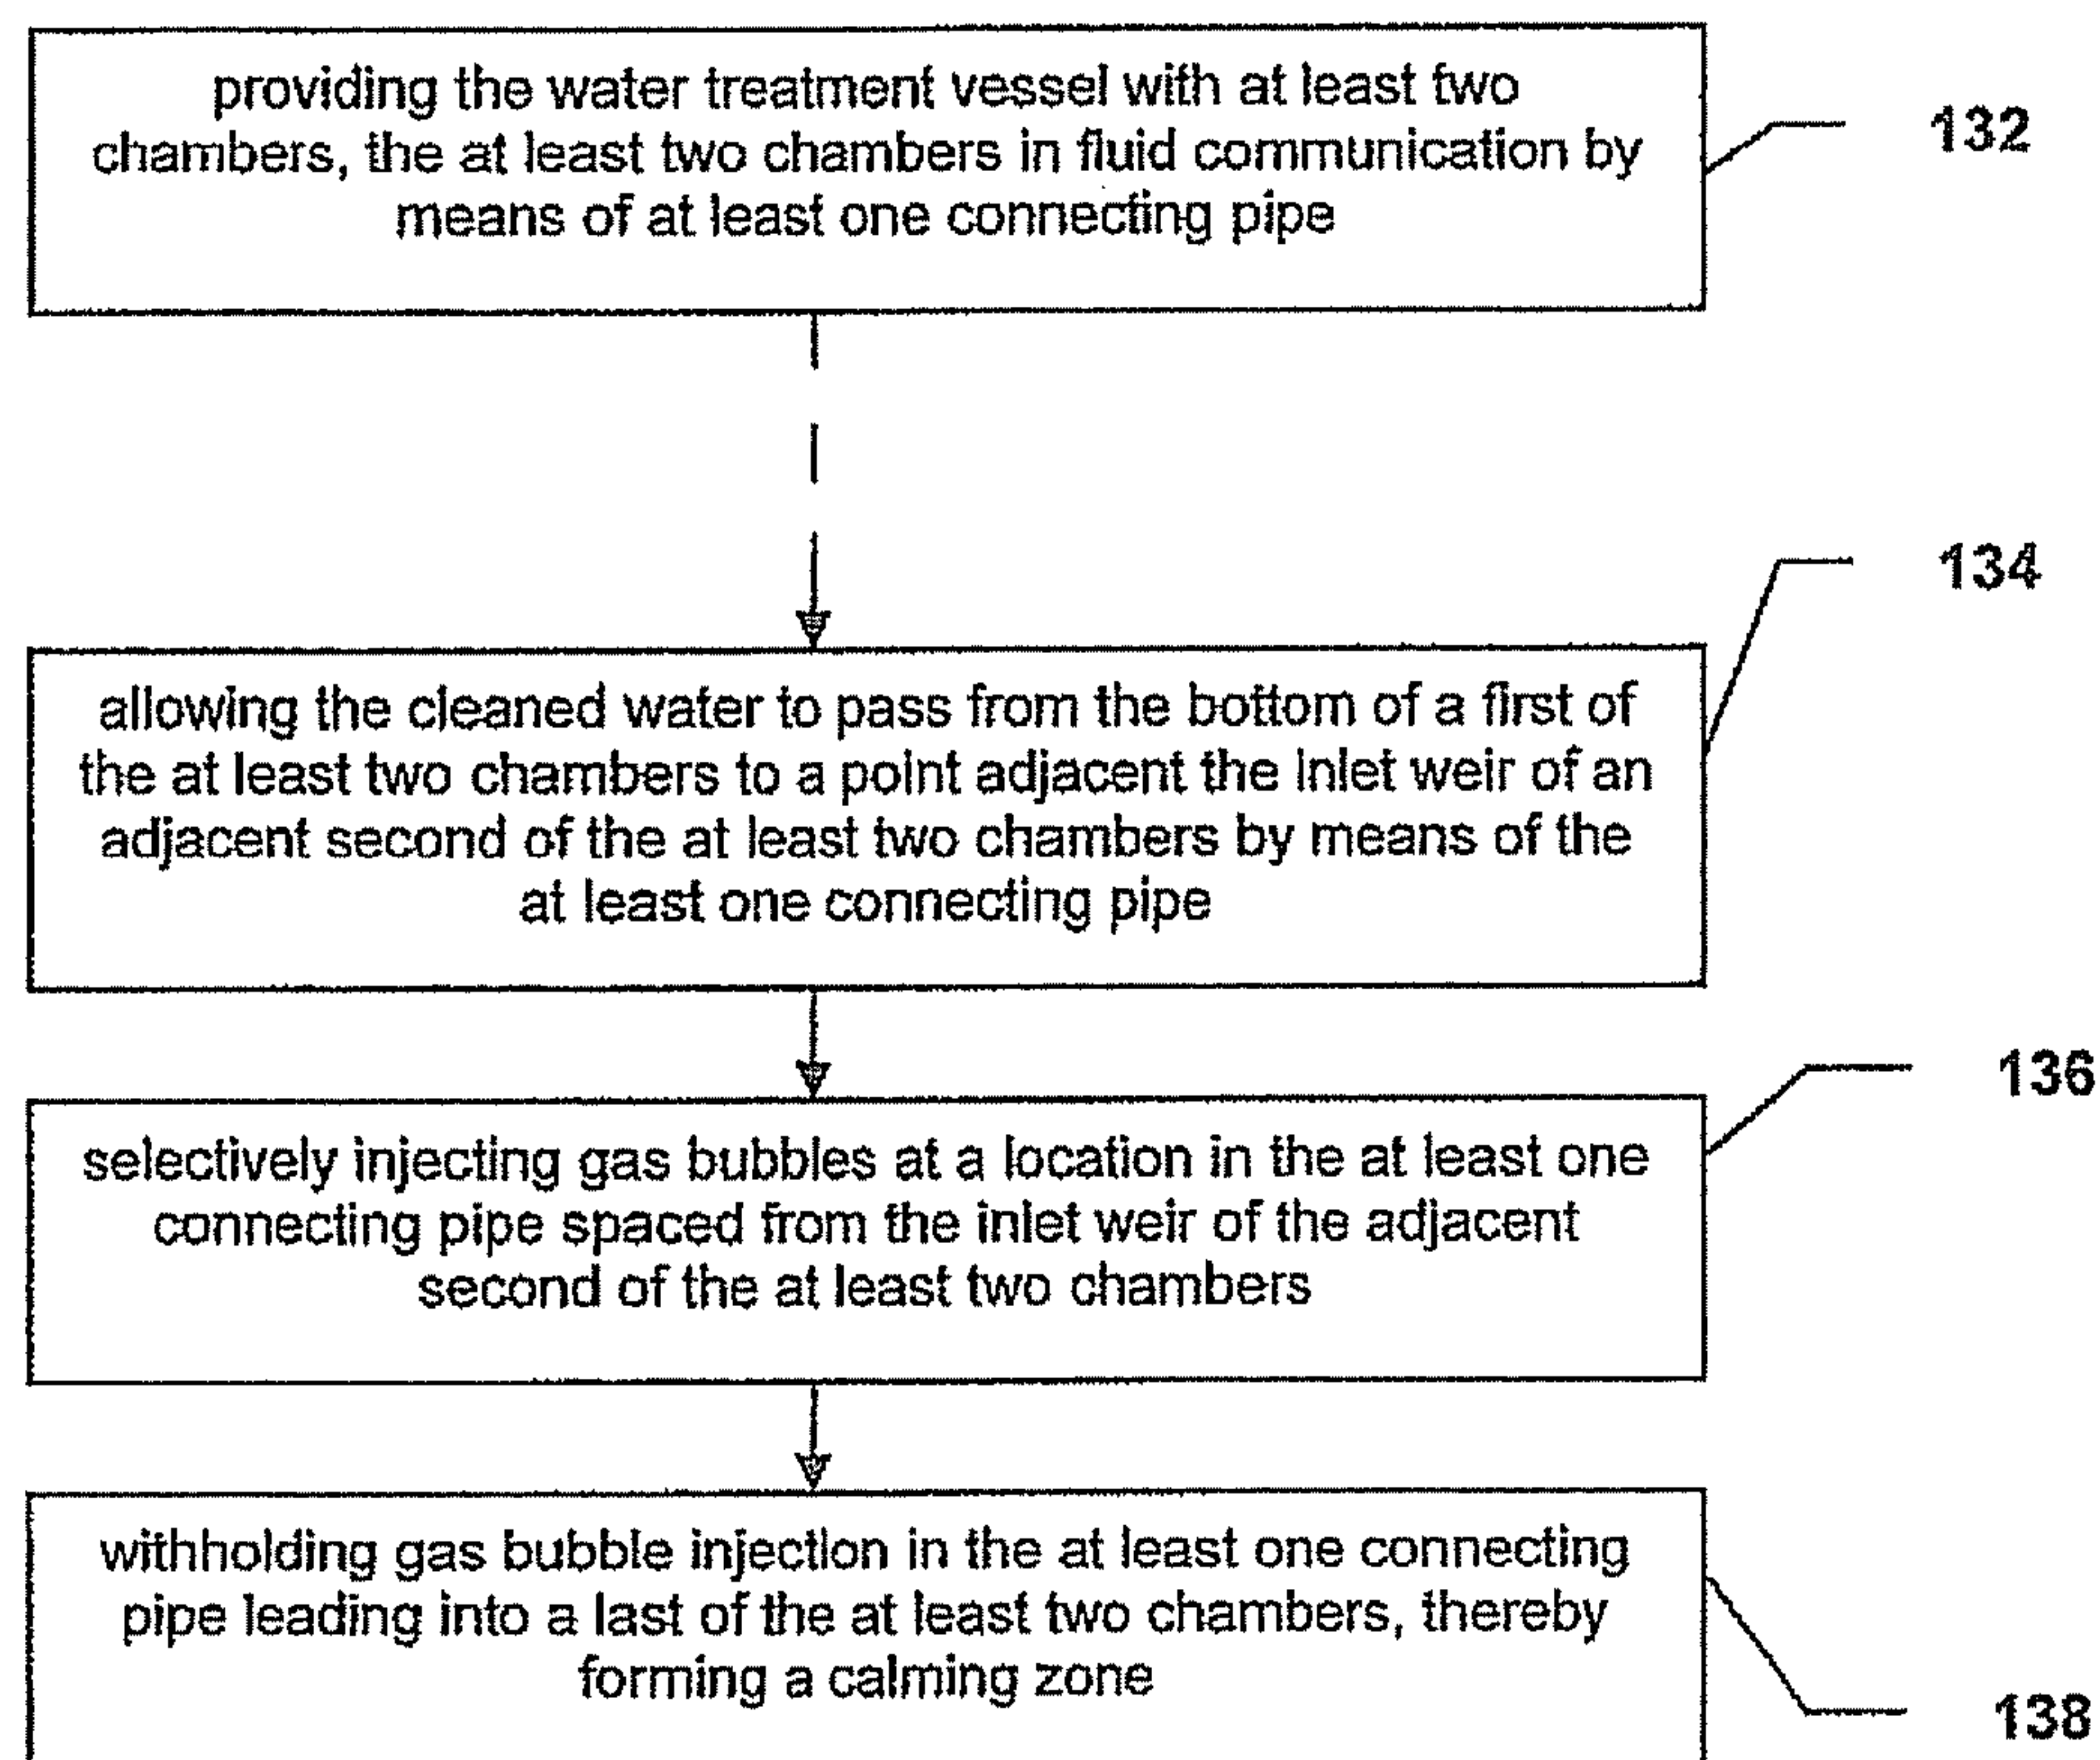 providing the water treatment vessel with at least two
chambers, the at least two chambers in fluid communication by
means of at least one connecting pipe
132
134
allowing the cleaned water to pass from the bottom of a first of
the at least two chambers to a point adjacent the inlet weir of an
adjacent second of the at least two chambers by means of the
at least one connecting pipe
136
selectively injecting gas bubbles at a location in the at least one
connecting pipe spaced from the inlet weir of the adjacent
second of the at least two chambers
withholding gas bubble injection in the at least one connecting
pipe leading into a last of the at least two chambers, thereby
forming a calming zone
138